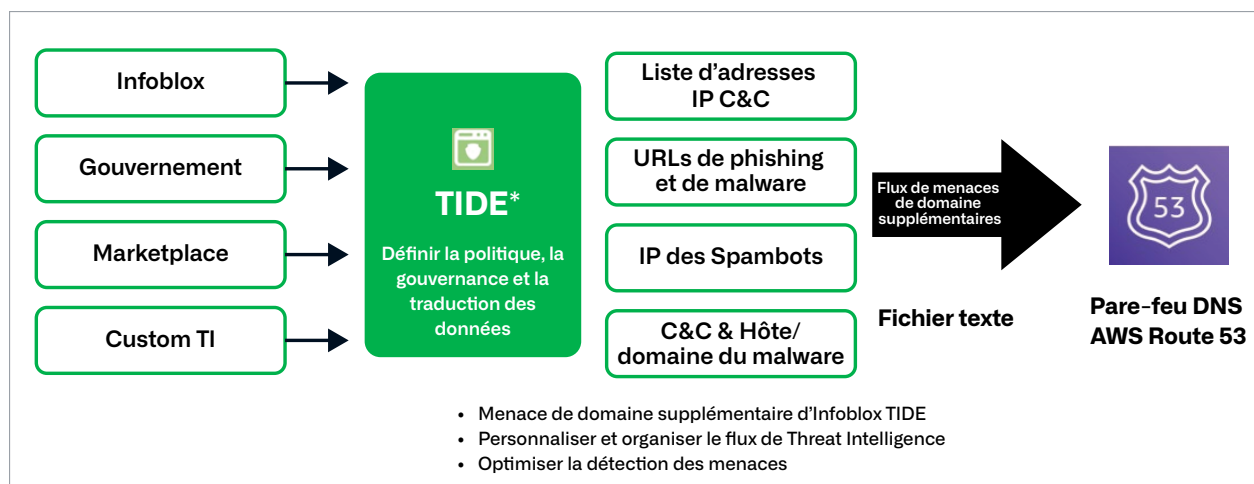 Infoblox
Gouvernement
Marketplace
Custom TI
TIDE*
Définir la politique, la
gouvernance et la
traduction des
données
Liste d'adresses
IP C&C
URLs de phishing
et de malware
IP des Spambots
C&C & Hôte/
domaine du malware
Flux de menaces
de domaine
supplémentaires
Fichier texte
53
Pare-feu DNS
AWS Route 53
• Menace de domaine supplémentaire d'Infoblox TIDE
• Personnaliser et organiser le flux de Threat Intelligence
• Optimiser la détection des menaces